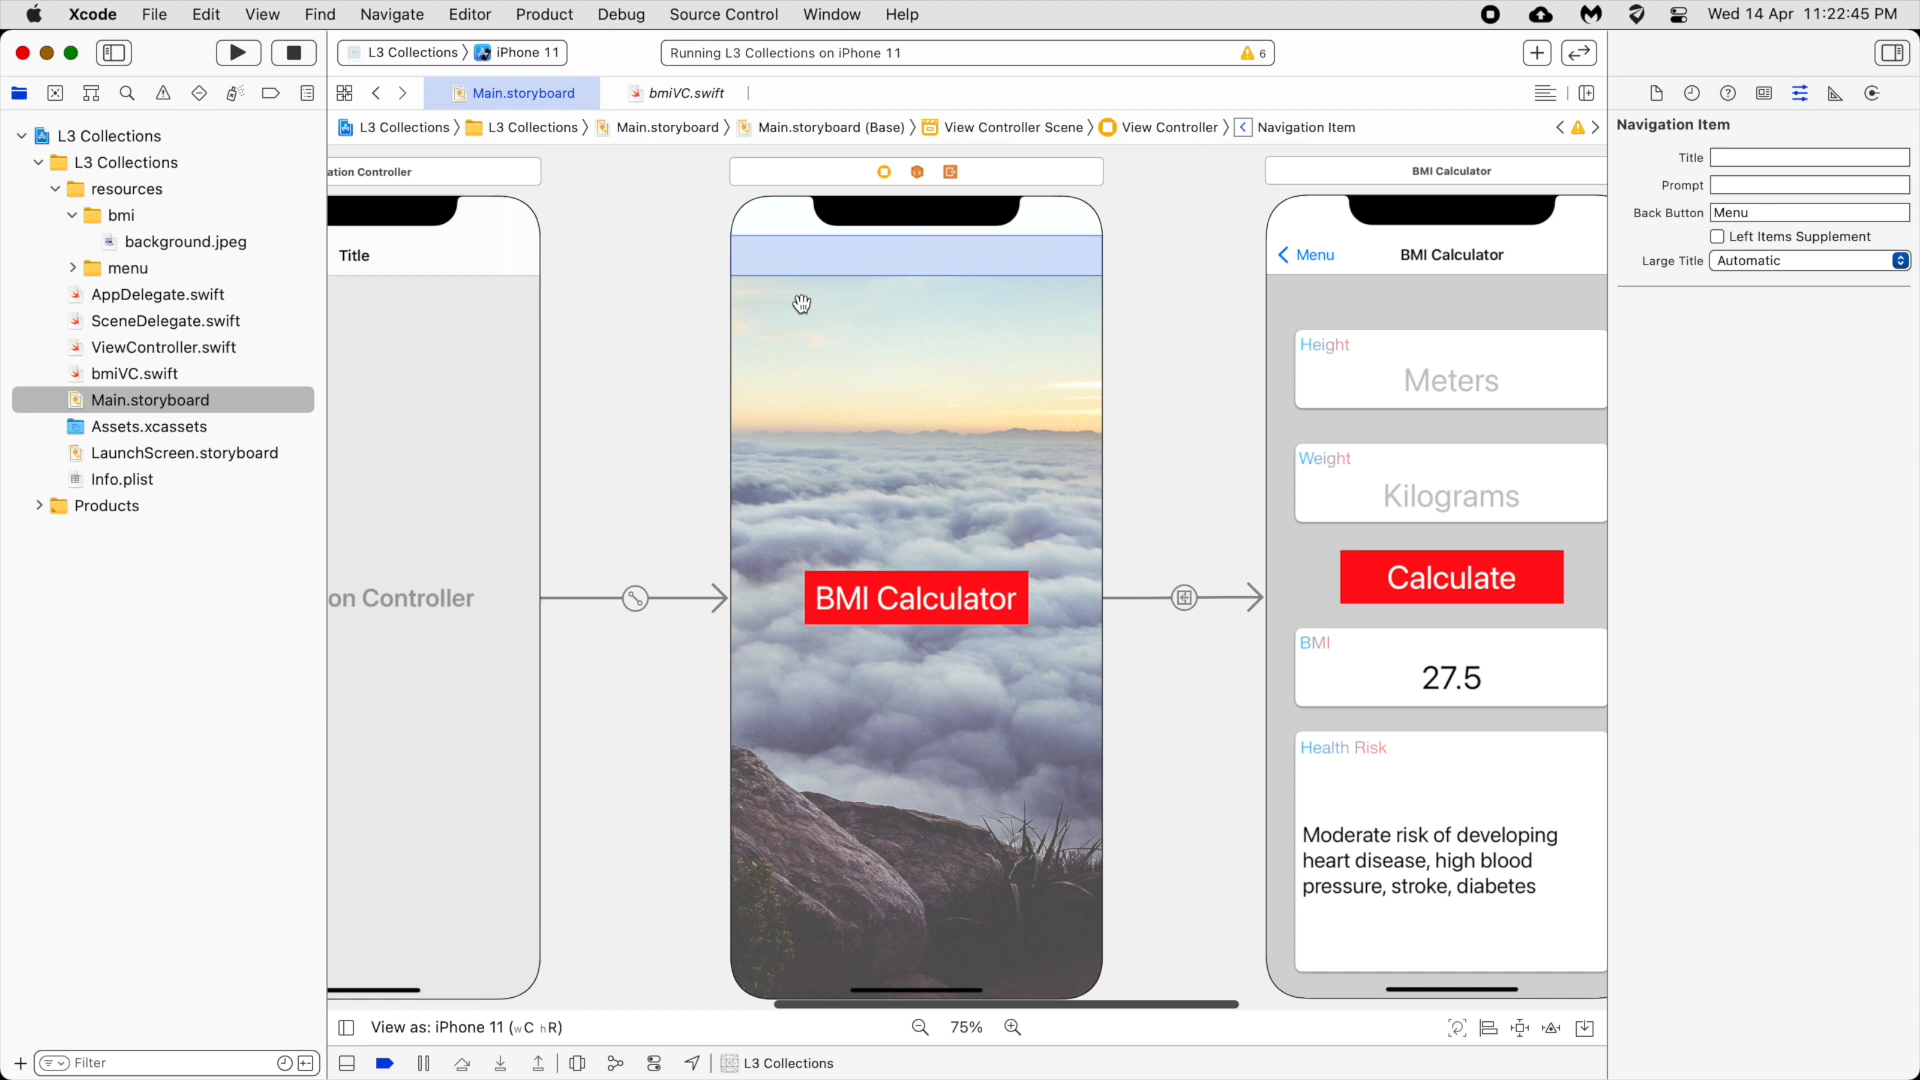 Xcode File Edit View Find Navigate Editor Product Debug Source Control Window Help Wed 14 Apr 11:22:45 PM
L3 Collections iPhone 11 Running L3 Collections on iPhone 11 6
Main.storyboard bmiVC.swift
L3 Collections L3 Collections Main.storyboard Main.storyboard (Base) View Controller Scene View Controller Navigation Item
L3 Collections
L3 Collections
resources
bmi
background.jpeg
menu
AppDelegate.swift
SceneDelegate.swift
ViewController.swift
bmiVC.swift
Main.storyboard
Assets.xcassets
LaunchScreen.storyboard
Info.plist
Products
Filter
ation Controller
Title
on Controller
BMI Calculator
BMI Calculator
Menu BMI Calculator
Height
Meters
Weight
Kilograms
Calculate
BMI
27.5
Health Risk
Moderate risk of developing
heart disease, high blood
pressure, stroke, diabetes
View as: iPhone 11 (wC hR) 75%
L3 Collections
Navigation Item
Title
Prompt
Back Button Menu
Left Items Supplement
Large Title Automatic